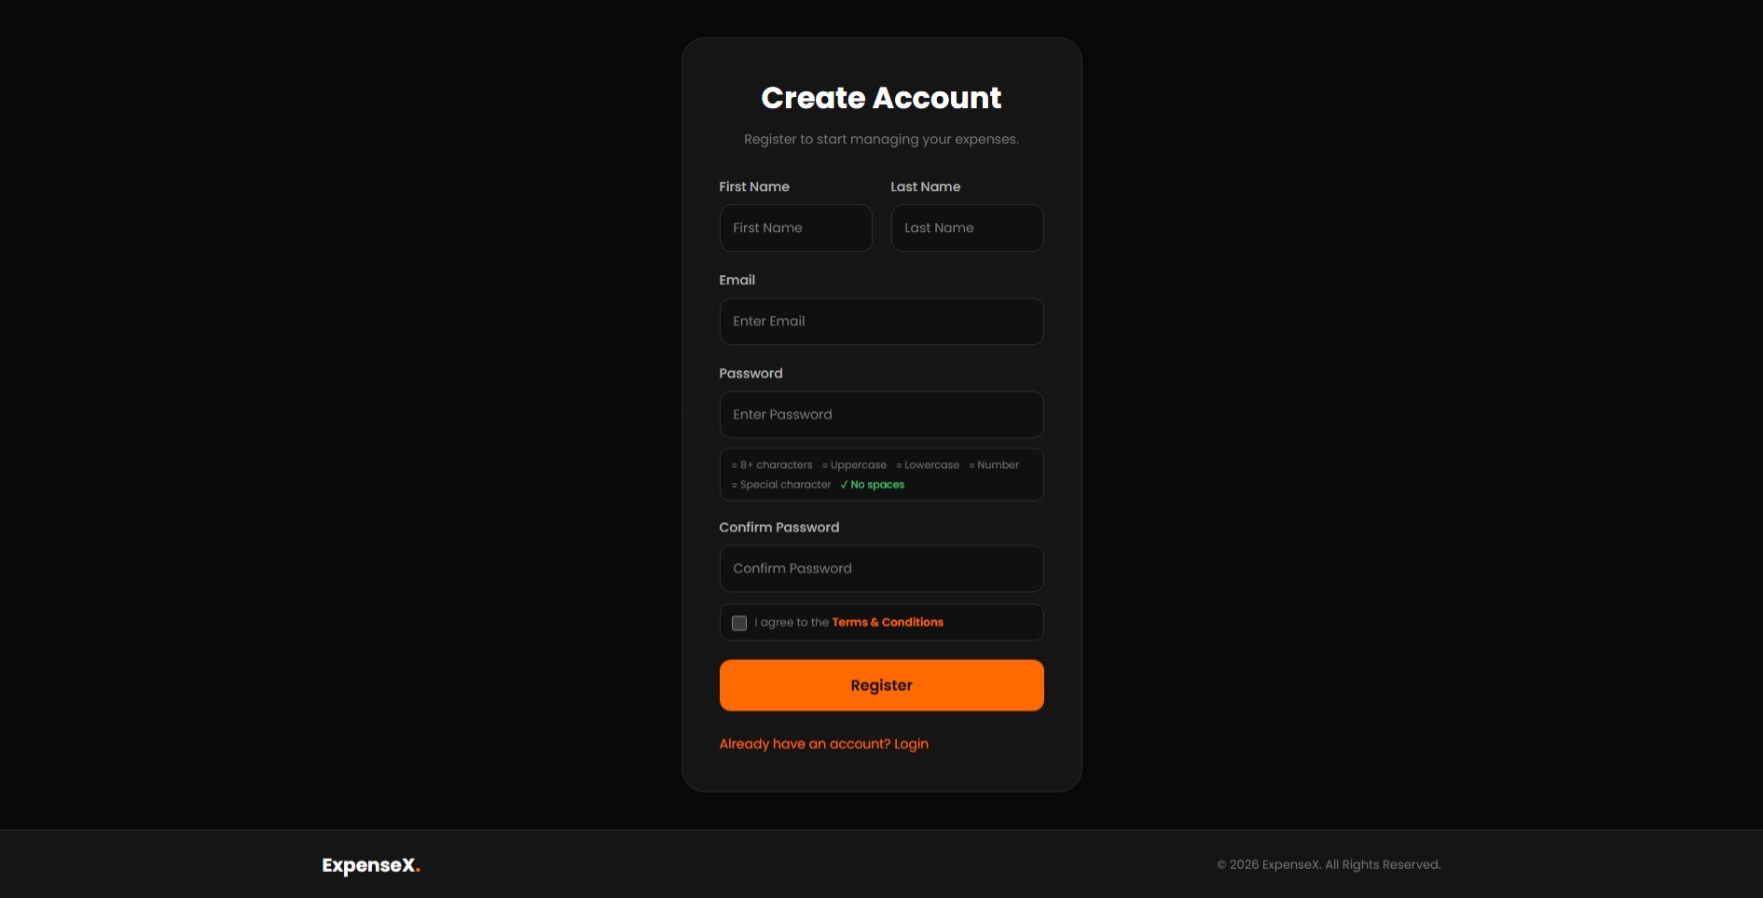 Create Account
Register to start managing your expenses.
First Name Last Name
First Name Last Name
Email
Enter Email
Password
Enter Password
○ 8+ characters ○ Uppercase ○ Lowercase ○ Number
○ Special character ✓ No spaces
Confirm Password
Confirm Password
I agree to the Terms & Conditions
Register
Already have an account? Login
ExpenseX. © 2026 ExpenseX. All Rights Reserved.